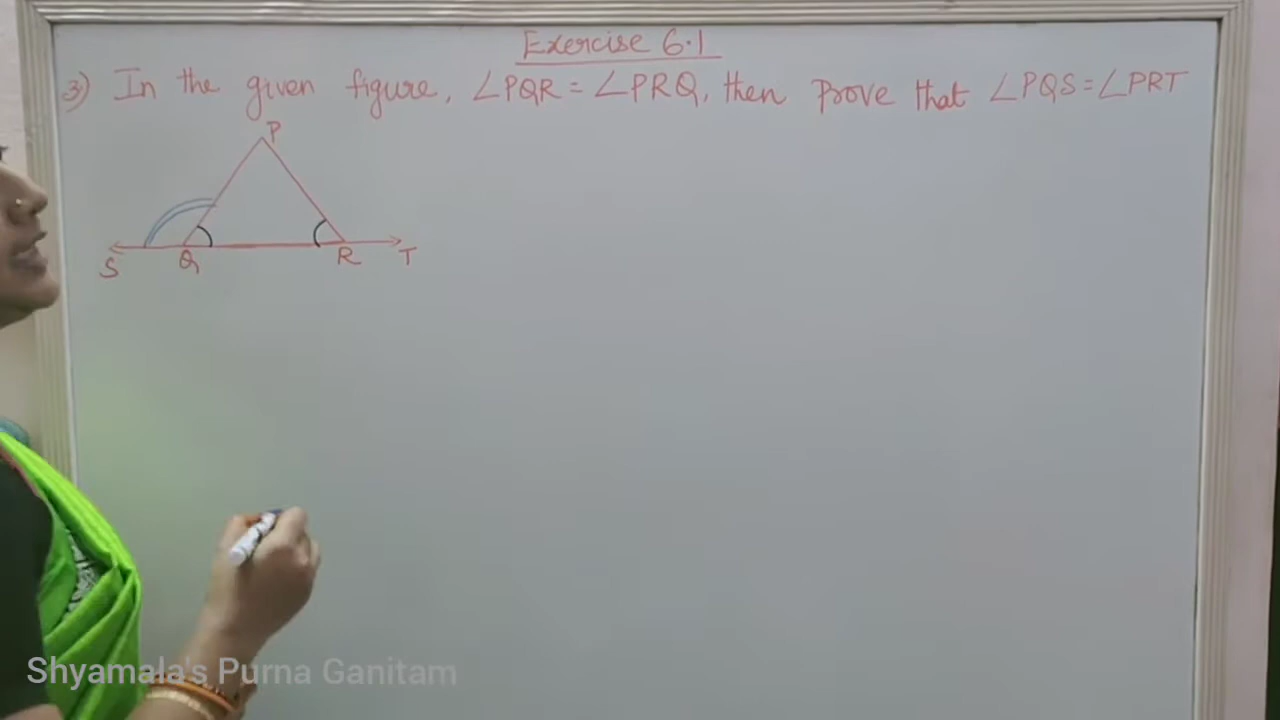 Exercise 6.1
3) In the given figure, ∠PQR = ∠PRQ, then prove that ∠PQS = ∠PRT
P
S Q R T
Shyamala's Purna Ganitam